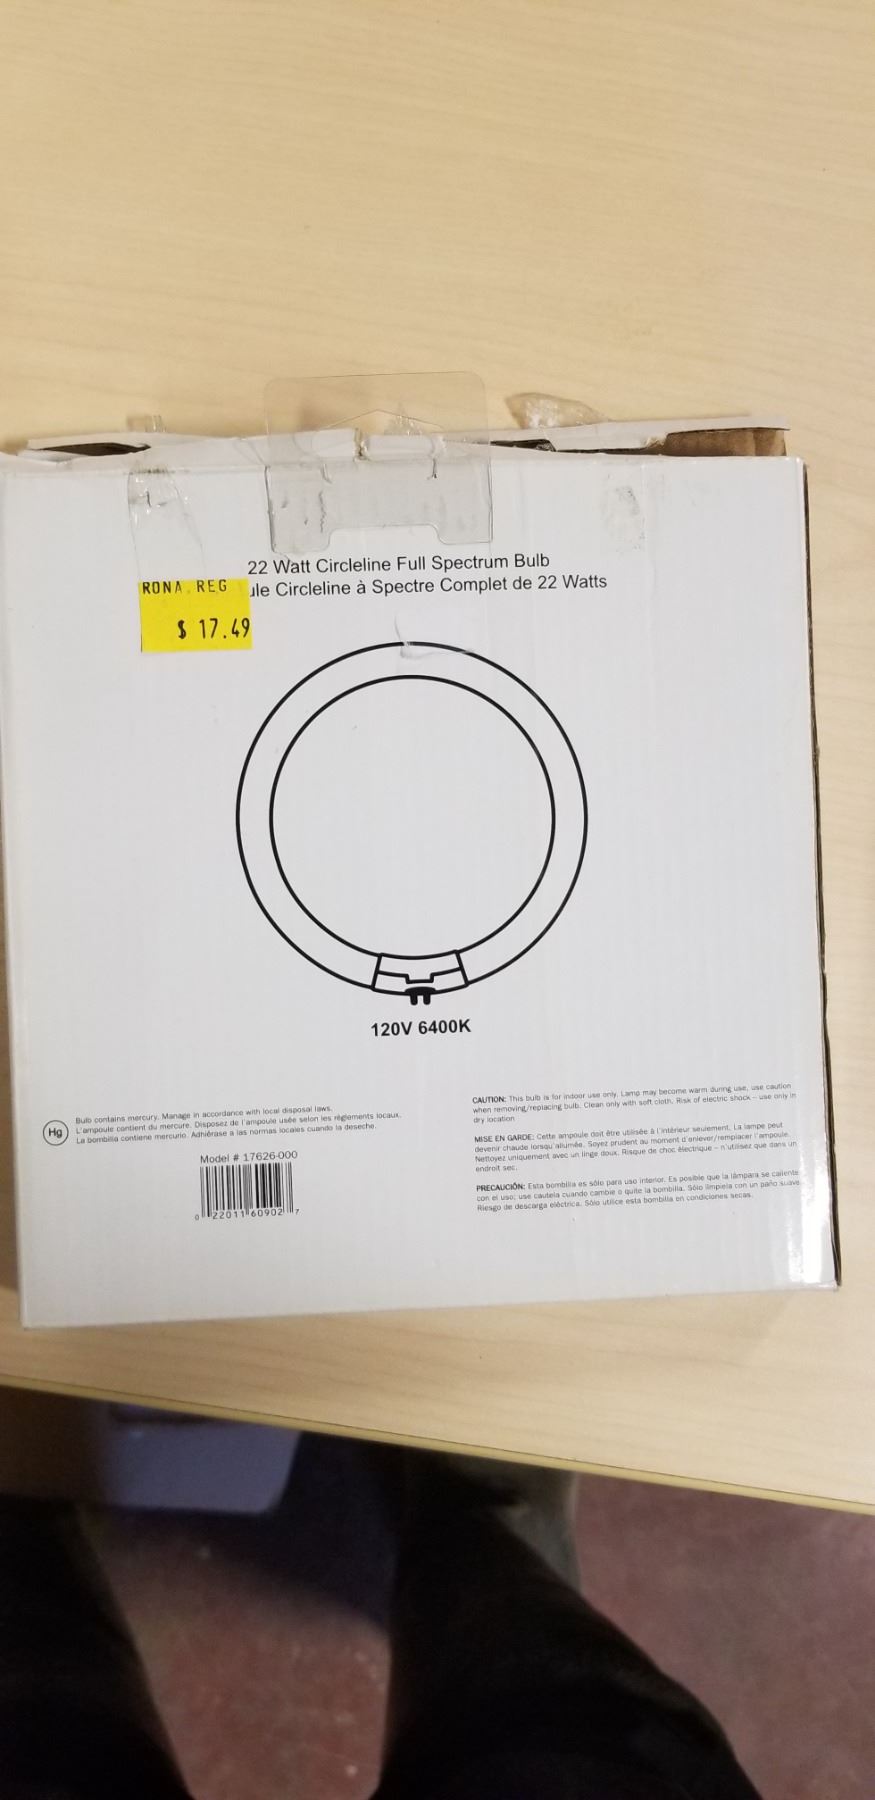 22 Watt Circleline Full Spectrum Bulb
ule Circleline à Spectre Complet de 22 Watts
RONA REG
$ 17.49
120V 6400K
Hg
Bulb contains mercury. Manage in accordance with local disposal laws.
L'ampoule contient du mercure. Disposez de l'ampoule usée selon les règlements locaux.
La bombilla contiene mercurio. Adhiérase a las normas locales cuando la deseche.
Model # 17626-000
0 22011 60902 7
CAUTION: This bulb is for indoor use only. Lamp may become warm during use, use caution
when removing/replacing bulb. Clean only with soft cloth. Risk of electric shock – use only in
dry location
MISE EN GARDE: Cette ampoule doit être utilisée à l'intérieur seulement. La lampe peut
devenir chaude lorsqu'allumée. Soyez prudent au moment d'enlever/remplacer l'ampoule.
Nettoyez uniquement avec un linge doux. Risque de choc électrique – n'utilisez que dans un
endroit sec.
PRECAUCIÓN: Esta bombilla es sólo para uso interior. Es posible que la lámpara se caliente
con el uso; use cautela cuando cambie o quite la bombilla. Sólo límpiela con un paño suave.
Riesgo de descarga eléctrica. Sólo utilice esta bombilla en condiciones secas.